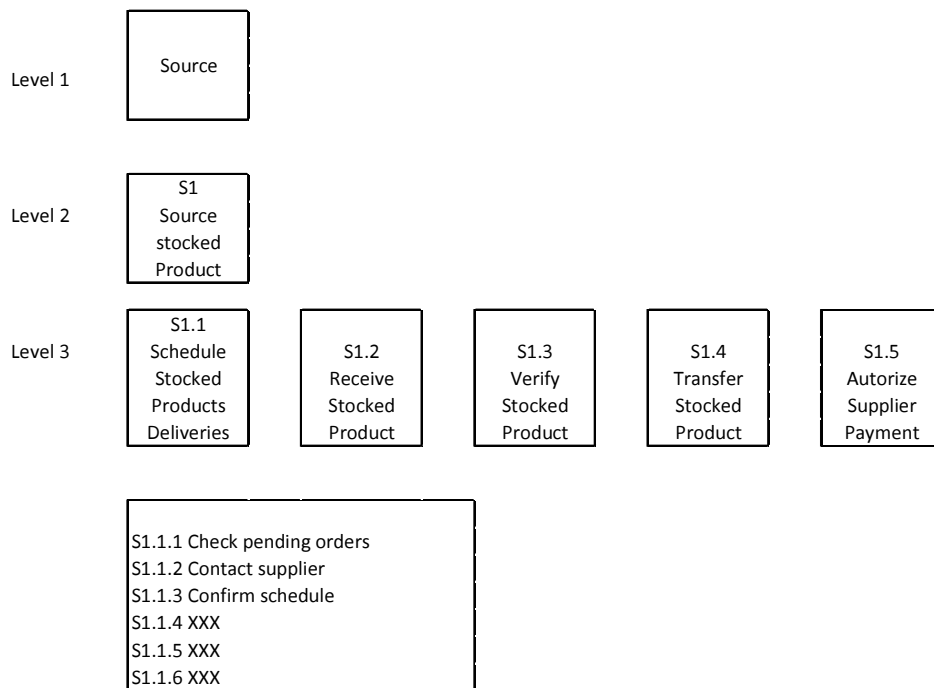 Level 1
Source
Level 2
S1
Source
stocked
Product
Level 3
S1.1
Schedule
Stocked
Products
Deliveries
S1.2
Receive
Stocked
Product
S1.3
Verify
Stocked
Product
S1.4
Transfer
Stocked
Product
S1.5
Autorize
Supplier
Payment
S1.1.1 Check pending orders
S1.1.2 Contact supplier
S1.1.3 Confirm schedule
S1.1.4 XXX
S1.1.5 XXX
S1.1.6 XXX